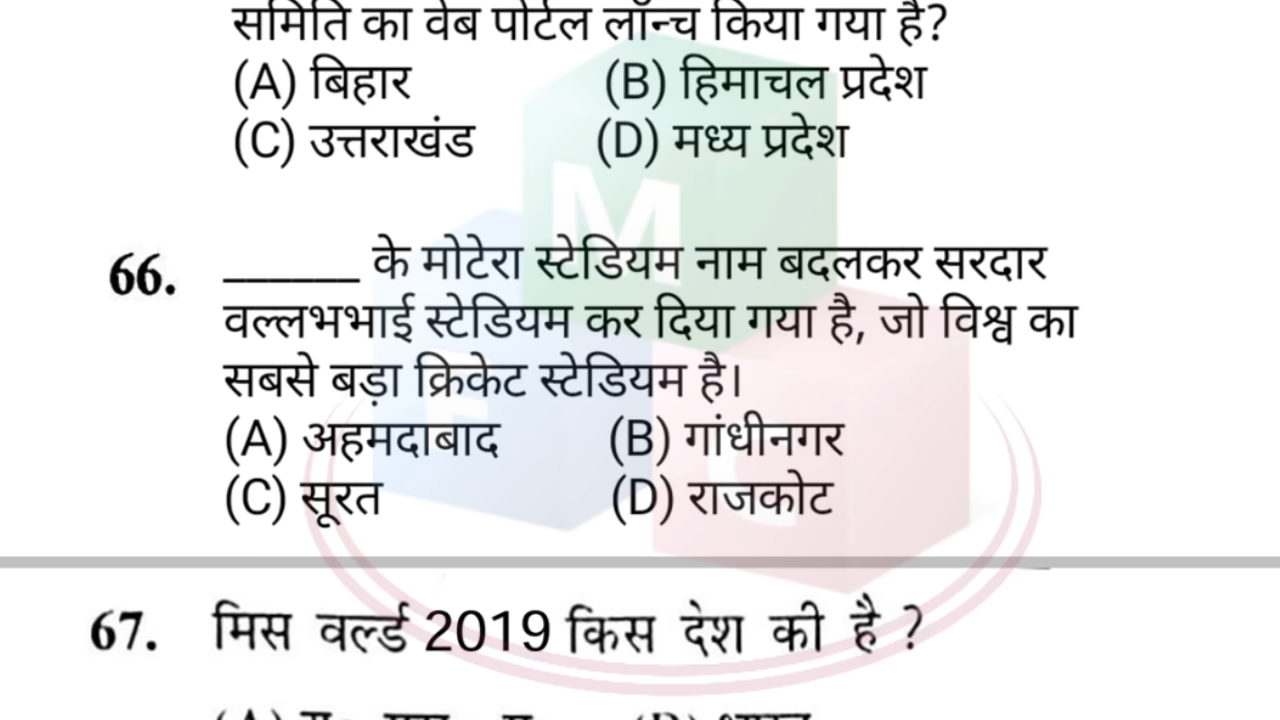 समिति का वेब पोर्टल लॉन्च किया गया है?
(A) बिहार (B) हिमाचल प्रदेश
(C) उत्तराखंड (D) मध्य प्रदेश
66. ______ के मोटेरा स्टेडियम नाम बदलकर सरदार
वल्लभभाई स्टेडियम कर दिया गया है, जो विश्व का
सबसे बड़ा क्रिकेट स्टेडियम है।
(A) अहमदाबाद (B) गांधीनगर
(C) सूरत (D) राजकोट
67. मिस वर्ल्ड 2019 किस देश की है ?